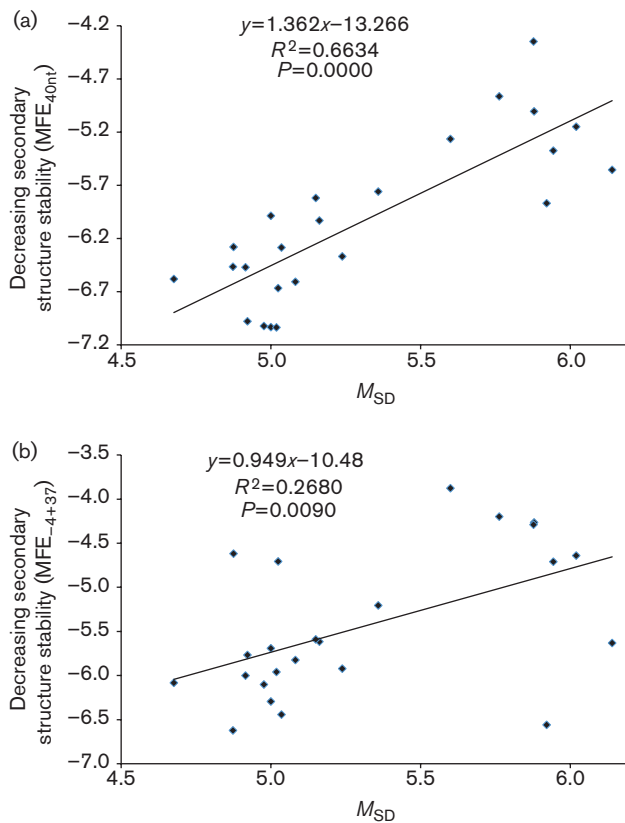 (a)
y=1.362x−13.266
R²=0.6634
P=0.0000
Decreasing secondary
structure stability (MFE₄₀ₙₜ)
−4.2
−4.7
−5.2
−5.7
−6.2
−6.7
−7.2
4.5 5.0 5.5 6.0
M_SD
(b)
y=0.949x−10.48
R²=0.2680
P=0.0090
Decreasing secondary
structure stability (MFE₋₄₊₃₇)
−3.5
−4.0
−4.5
−5.0
−5.5
−6.0
−6.5
−7.0
4.5 5.0 5.5 6.0
M_SD